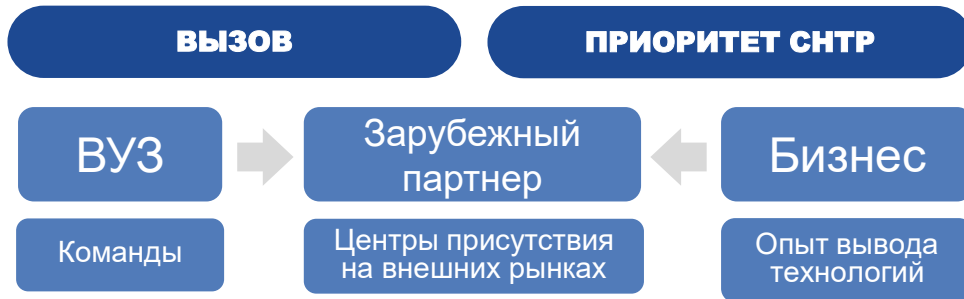 ВЫЗОВ
ПРИОРИТЕТ СНТР
ВУЗ
Зарубежный
партнер
Бизнес
Команды
Центры присутствия
на внешних рынках
Опыт вывода
технологий